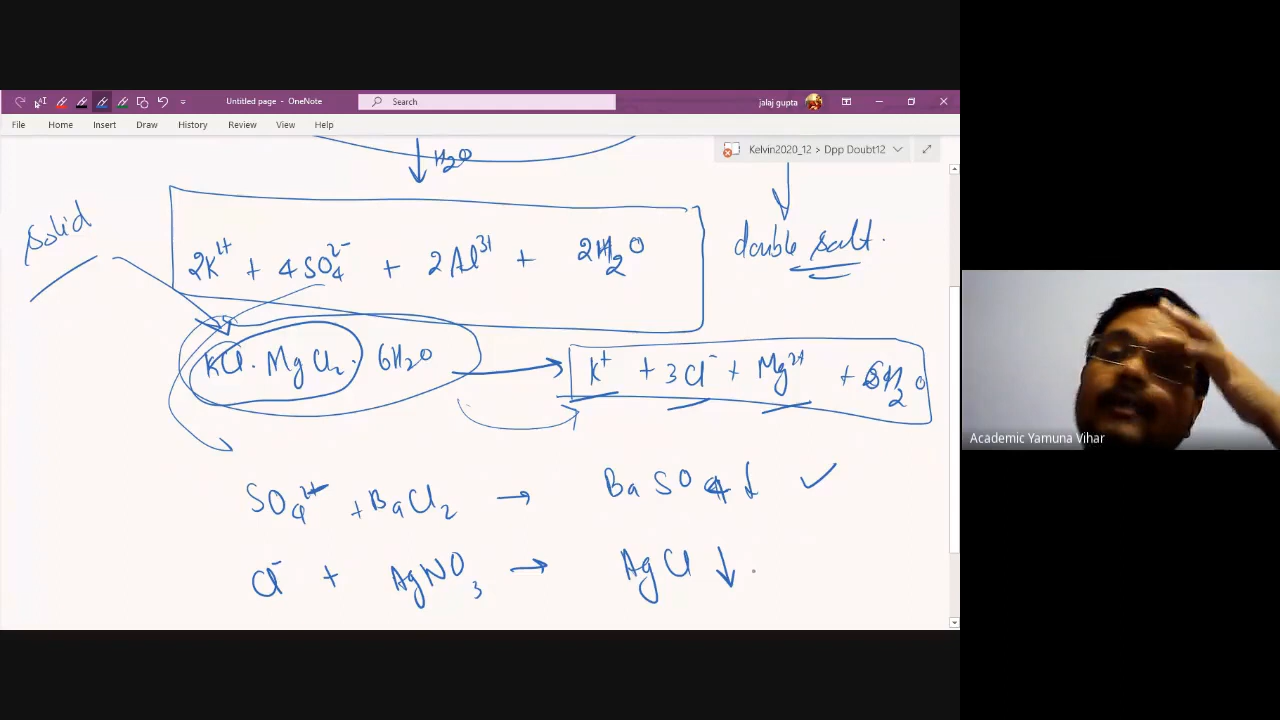 Untitled page - OneNote
Search
jalaj gupta
File Home Insert Draw History Review View Help
Kelvin2020_12 > Dpp Doubt12
↓ H₂O
solid
2K¹⁺ + 4SO₄²⁻ + 2Al³⁺ + H₂O
double salt.
KCl · MgCl₂ · 6H₂O → K⁺ + 3Cl⁻ + Mg²⁺ + 6H₂O
SO₄ + BaCl₂ → BaSO₄ ↓ ✓
Cl⁻ + AgNO₃ → AgCl ↓
Academic Yamuna Vihar